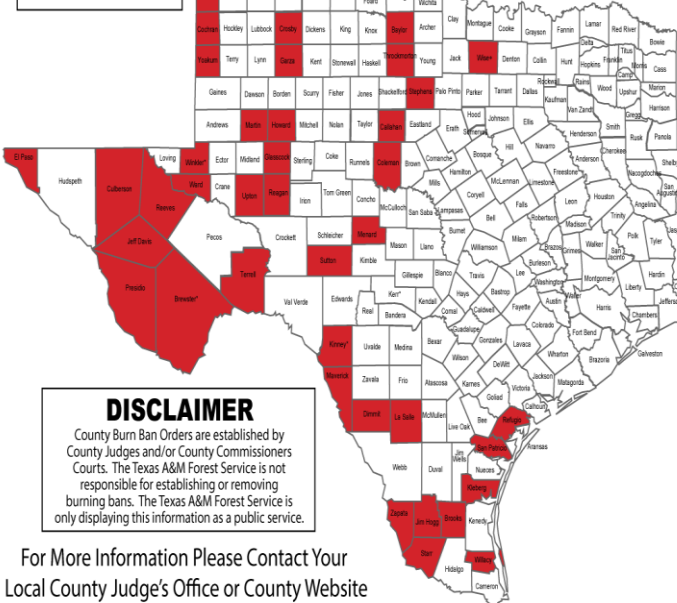 Foard
Wichita
Cochran Hockley Lubbock Crosby Dickens King Knox Baylor Archer Clay Montague Cooke Grayson Fannin Lamar Red River Bowie
Delta Titus
Yoakum Terry Lynn Garza Kent Stonewall Haskell Throckmorton Young Jack Wise* Denton Collin Hunt Hopkins Franklin Morris Cass
Camp
Gaines Dawson Borden Scurry Fisher Jones Shackelford Stephens Palo Pinto Parker Tarrant Dallas Rockwall Kaufman Rains Wood Upshur Marion
Van Zandt Gregg Harrison
Andrews Martin Howard Mitchell Nolan Taylor Callahan Eastland Erath Hood Somervell Johnson Ellis Henderson Smith Rusk Panola
El Paso Hudspeth Culberson Loving Winkler* Ector Midland Glasscock Sterling Coke Runnels Coleman Brown Comanche Bosque Hill Navarro Anderson Cherokee Shelby
Hamilton Freestone Nacogdoches
Reeves Ward Crane Upton Reagan Irion Tom Green Concho McCulloch Mills San Saba Lampasas Coryell McLennan Limestone Leon Houston Angelina San Augustine
Falls Trinity
Jeff Davis Pecos Crockett Schleicher Menard Mason Llano Burnet Bell Robertson Madison Walker Polk Tyler Jas
Williamson Milam Brazos Grimes San Jacinto
Presidio Brewster* Terrell Sutton Kimble Gillespie Blanco Travis Lee Burleson Washington Montgomery Liberty Hardin
Val Verde Edwards Kerr* Real Bandera Kendall Comal Hays Caldwell Bastrop Fayette Austin Waller Harris Chambers Jefferson
Guadalupe Colorado Fort Bend Galveston
Kinney* Uvalde Medina Bexar Wilson Gonzales Lavaca Wharton Brazoria
DeWitt
Maverick Zavala Frio Atascosa Karnes Victoria Jackson Matagorda
Goliad Calhoun
Dimmit La Salle McMullen Live Oak Bee Refugio
San Patricio Aransas
Webb Duval Jim Wells Nueces
Kleberg
Zapata Jim Hogg Brooks Kenedy
Starr Hidalgo Willacy
Cameron
DISCLAIMER
County Burn Ban Orders are established by
County Judges and/or County Commissioners
Courts. The Texas A&M Forest Service is not
responsible for establishing or removing
burning bans. The Texas A&M Forest Service is
only displaying this information as a public service.
For More Information Please Contact Your
Local County Judge's Office or County Website